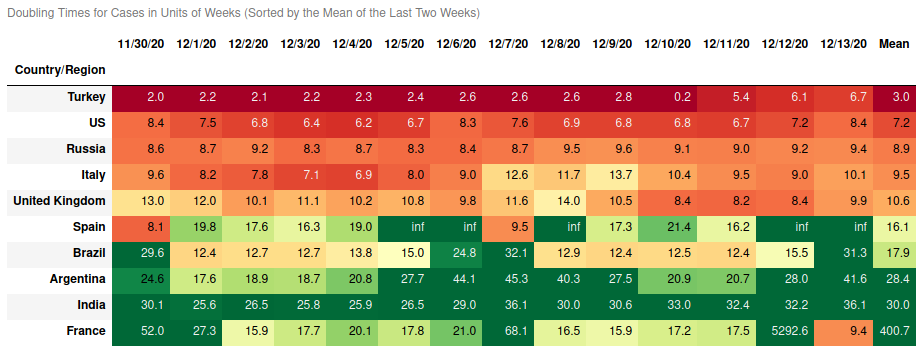 Doubling Times for Cases in Units of Weeks (Sorted by the Mean of the Last Two Weeks)
11/30/20 12/1/20 12/2/20 12/3/20 12/4/20 12/5/20 12/6/20 12/7/20 12/8/20 12/9/20 12/10/20 12/11/20 12/12/20 12/13/20 Mean
Country/Region
Turkey 2.0 2.2 2.1 2.2 2.3 2.4 2.6 2.6 2.6 2.8 0.2 5.4 6.1 6.7 3.0
US 8.4 7.5 6.8 6.4 6.2 6.7 8.3 7.6 6.9 6.8 6.8 6.7 7.2 8.4 7.2
Russia 8.6 8.7 9.2 8.3 8.7 8.3 8.4 8.7 9.5 9.6 9.1 9.0 9.2 9.4 8.9
Italy 9.6 8.2 7.8 7.1 6.9 8.0 9.0 12.6 11.7 13.7 10.4 9.5 9.0 10.1 9.5
United Kingdom 13.0 12.0 10.1 11.1 10.2 10.8 9.8 11.6 14.0 10.5 8.4 8.2 8.4 9.9 10.6
Spain 8.1 19.8 17.6 16.3 19.0 inf inf 9.5 inf 17.3 21.4 16.2 inf inf 16.1
Brazil 29.6 12.4 12.7 12.7 13.8 15.0 24.8 32.1 12.9 12.4 12.5 12.4 15.5 31.3 17.9
Argentina 24.6 17.6 18.9 18.7 20.8 27.7 44.1 45.3 40.3 27.5 20.9 20.7 28.0 41.6 28.4
India 30.1 25.6 26.5 25.8 25.9 26.5 29.0 36.1 30.0 30.6 33.0 32.4 32.2 36.1 30.0
France 52.0 27.3 15.9 17.7 20.1 17.8 21.0 68.1 16.5 15.9 17.2 17.5 5292.6 9.4 400.7